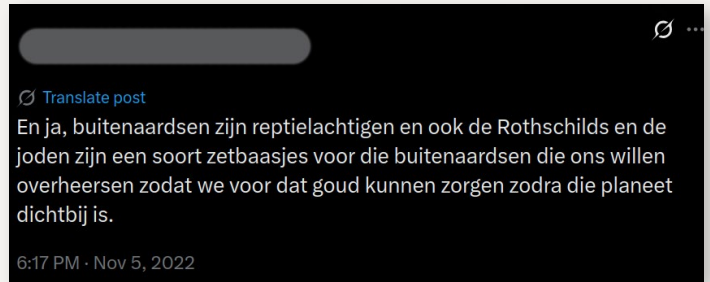 Translate post
En ja, buitenaardsen zijn reptielachtigen en ook de Rothschilds en de
joden zijn een soort zetbaasjes voor die buitenaardsen die ons willen
overheersen zodat we voor dat goud kunnen zorgen zodra die planeet
dichtbij is.
6:17 PM · Nov 5, 2022